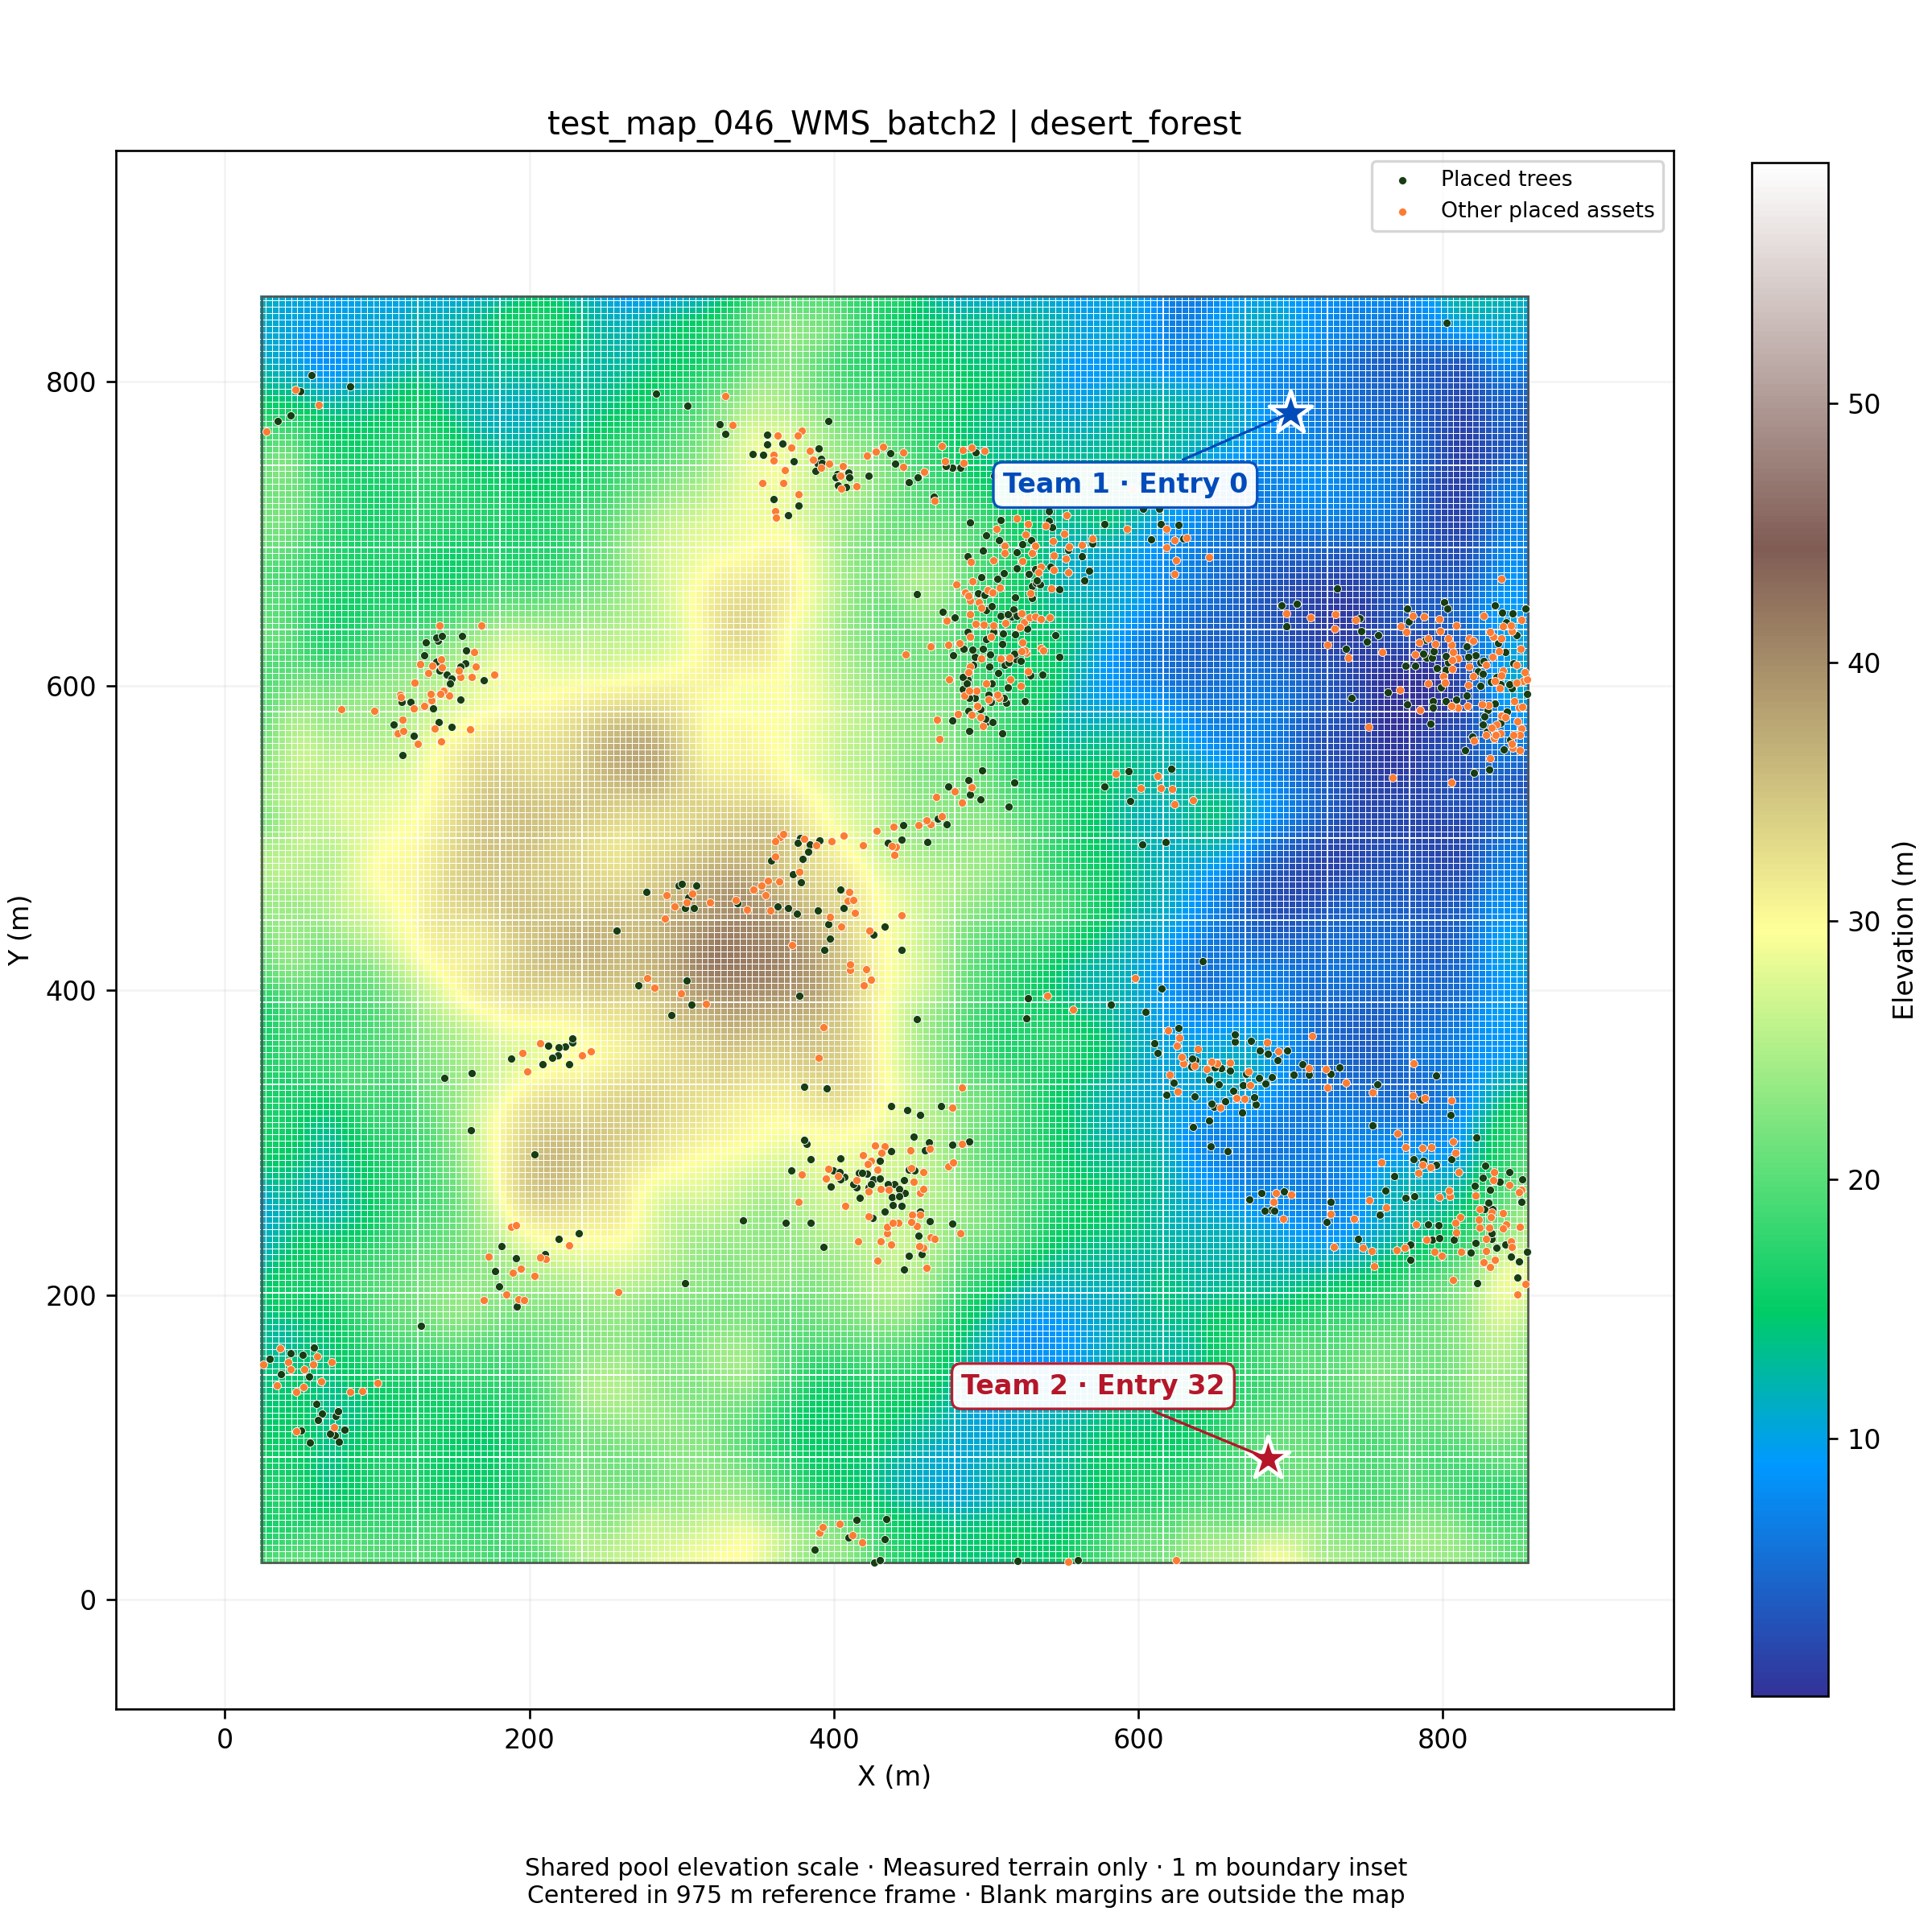 test_map_046_WMS_batch2 | desert_forest
Placed trees
Other placed assets
Team 1 · Entry 0
Team 2 · Entry 32
800
600
400
200
0
Y (m)
0
200
400
600
800
X (m)
50
40
30
20
10
Elevation (m)
Shared pool elevation scale · Measured terrain only · 1 m boundary inset
Centered in 975 m reference frame · Blank margins are outside the map